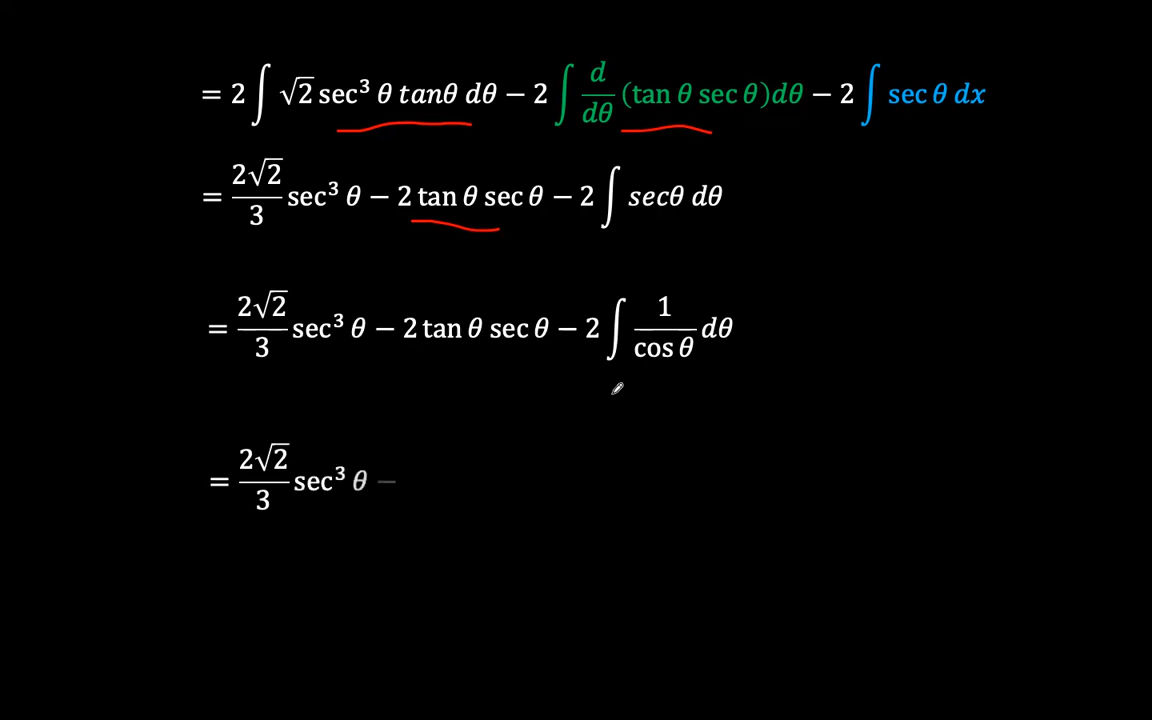 = 2 ∫ √2 sec³ θ tanθ dθ − 2 ∫ d/dθ (tan θ sec θ)dθ − 2 ∫ sec θ dx
= 2√2/3 sec³ θ − 2 tan θ sec θ − 2 ∫ secθ dθ
= 2√2/3 sec³ θ − 2 tan θ sec θ − 2 ∫ 1/cos θ dθ
= 2√2/3 sec³ θ −